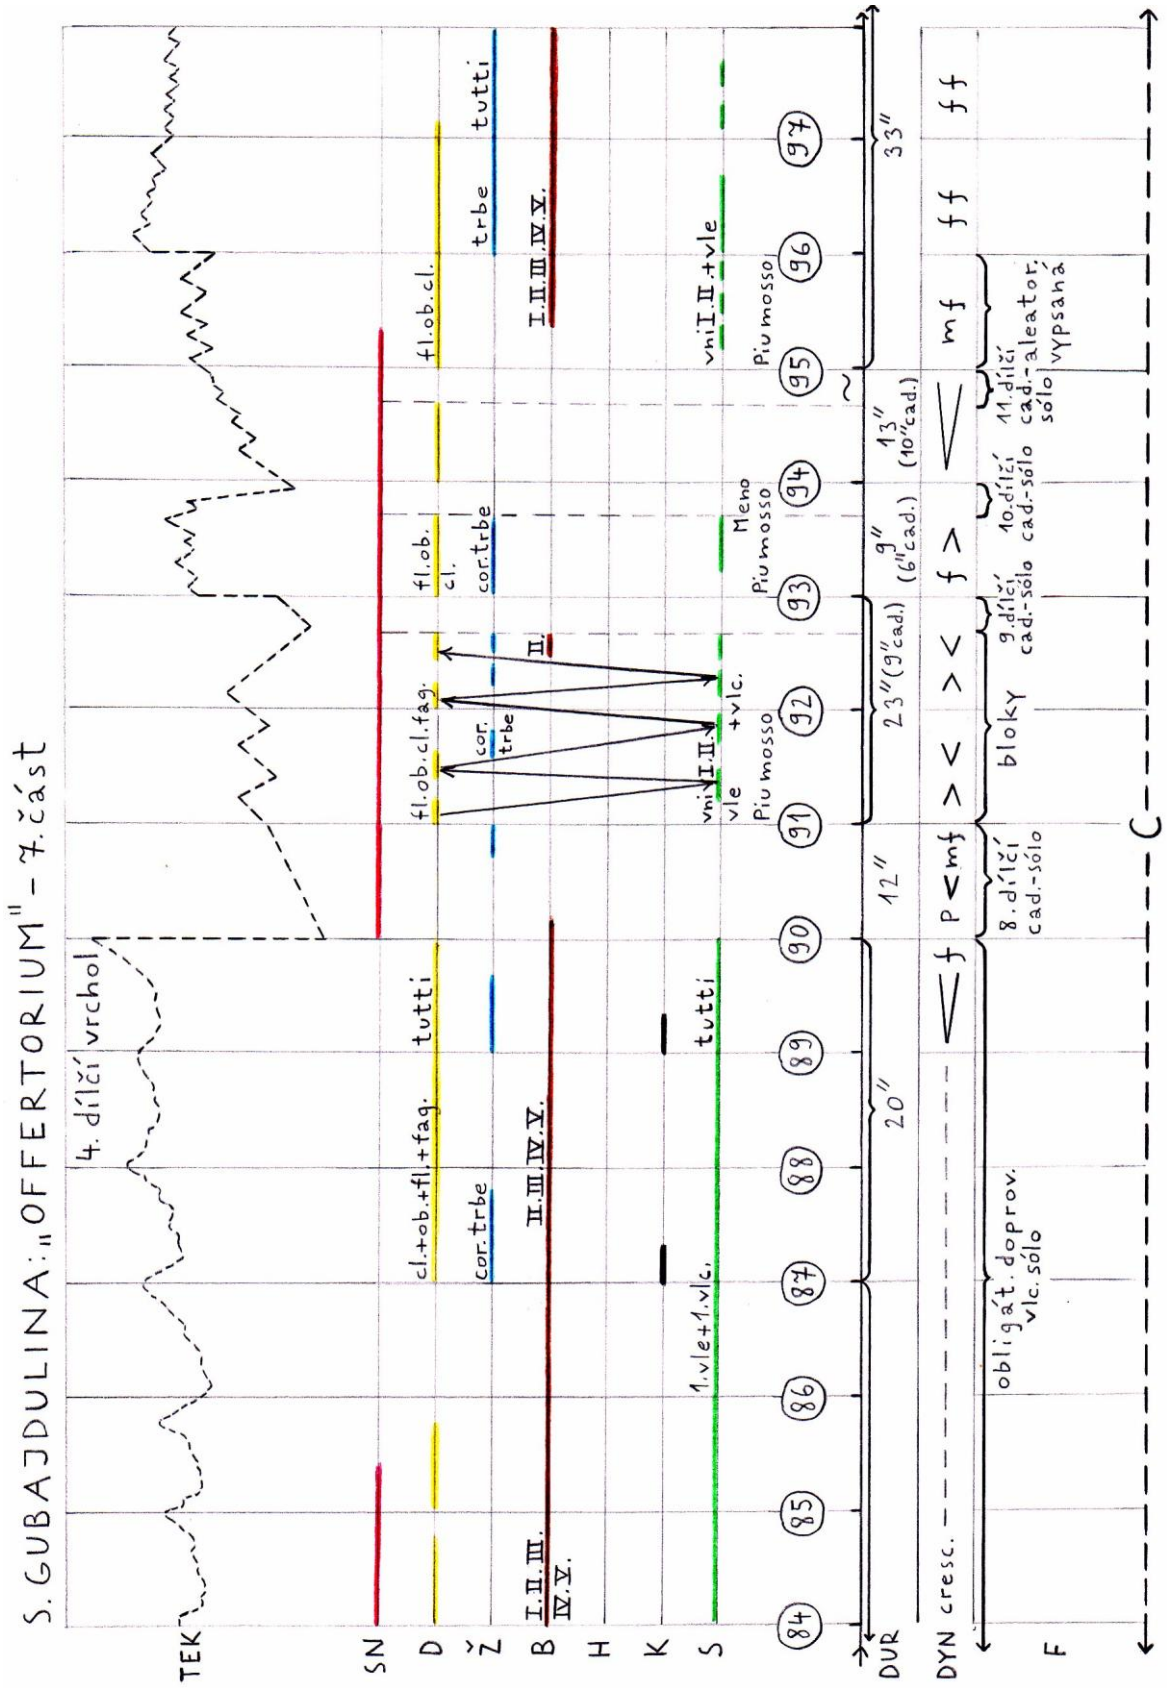 S. GUBAJDULINA: „OFFERTORIUM" – 7. část
TEK
4. dílčí vrchol
SN
D
cl.+ob.+fl.+fag.
tutti
fl.ob.cl.fag.
fl.ob.
cl.
fl.ob.cl.
Ž
cor.trbe
cor.
trbe
cor.trbe
trbe
tutti
B
I.II.III.
IV.V.
II.III.IV.V.
II.
I.II.III.IV.V.
H
K
S
1.vle+1.vlc.
tutti
vni I.II.
vle
+vlc.
vni I.II.+vle
Piu mosso
Piu mosso
Meno
Piu mosso
84
85
86
87
88
89
90
91
92
93
94
95
96
97
DUR
20"
12"
23"(9"cad.)
9"
(6"cad.)
13"
(10"cad.)
~
33"
DYN
cresc. – – – – < f
p < mf
> < > <
f >
<
mf
ff
ff
F
obligát. doprov.
vlc. sólo
8. dílčí
cad.-sólo
bloky
9. dílčí
cad.-sólo
10. dílčí
cad.-sólo
11. dílčí
cad.-aleator,
sólo vypsaná
C